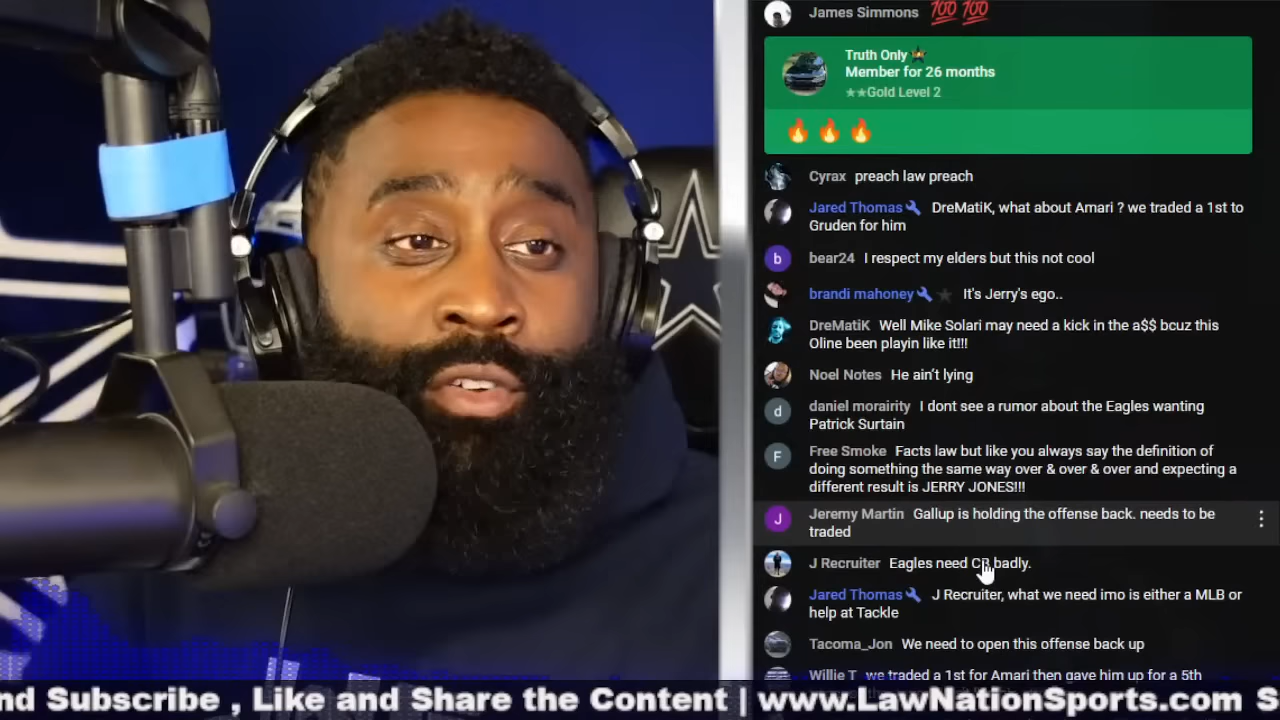 James Simmons 💯 💯
Truth Only
Member for 26 months
★★Gold Level 2
🔥 🔥 🔥
Cyrax preach law preach
Jared Thomas DreMatiK, what about Amari ? we traded a 1st to
Gruden for him
b bear24 I respect my elders but this not cool
brandi mahoney It's Jerry's ego..
DreMatiK Well Mike Solari may need a kick in the a$$ bcuz this
Oline been playin like it!!!
Noel Notes He ain't lying
d daniel morairity I dont see a rumor about the Eagles wanting
Patrick Surtain
F Free Smoke Facts law but like you always say the definition of
doing something the same way over & over & over and expecting a
different result is JERRY JONES!!!
J Jeremy Martin Gallup is holding the offense back. needs to be
traded
J Recruiter Eagles need CB badly.
Jared Thomas J Recruiter, what we need imo is either a MLB or
help at Tackle
Tacoma_Jon We need to open this offense back up
Willie T we traded a 1st for Amari then gave him up for a 5th
nd Subscribe , Like and Share the Content | www.LawNationSports.com S